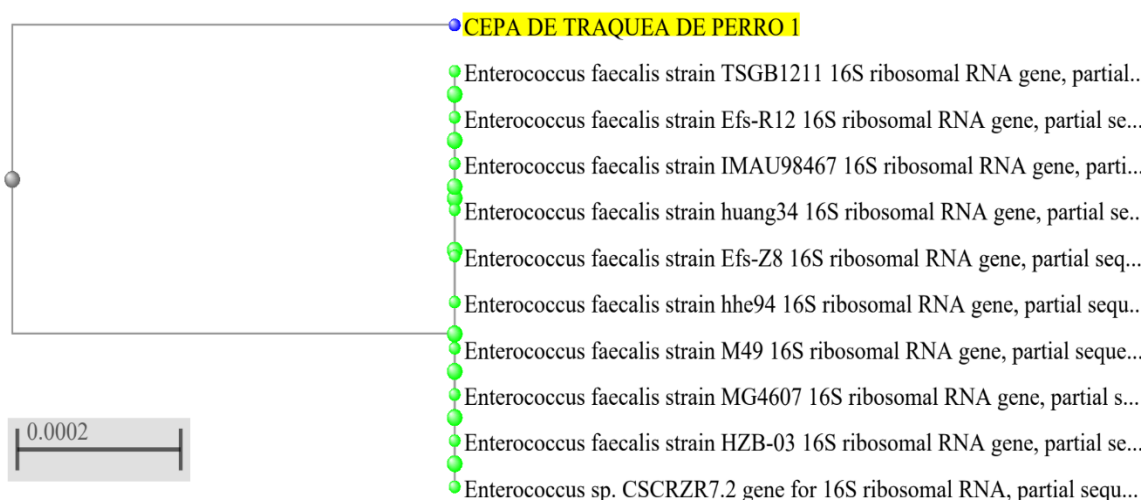 CEPA DE TRAQUEA DE PERRO 1
Enterococcus faecalis strain TSGB1211 16S ribosomal RNA gene, partial...
Enterococcus faecalis strain Efs-R12 16S ribosomal RNA gene, partial se...
Enterococcus faecalis strain IMAU98467 16S ribosomal RNA gene, parti...
Enterococcus faecalis strain huang34 16S ribosomal RNA gene, partial se...
Enterococcus faecalis strain Efs-Z8 16S ribosomal RNA gene, partial seq...
Enterococcus faecalis strain hhe94 16S ribosomal RNA gene, partial sequ...
Enterococcus faecalis strain M49 16S ribosomal RNA gene, partial seque...
Enterococcus faecalis strain MG4607 16S ribosomal RNA gene, partial s...
Enterococcus faecalis strain HZB-03 16S ribosomal RNA gene, partial se...
Enterococcus sp. CSCRZR7.2 gene for 16S ribosomal RNA, partial sequ...
0.0002